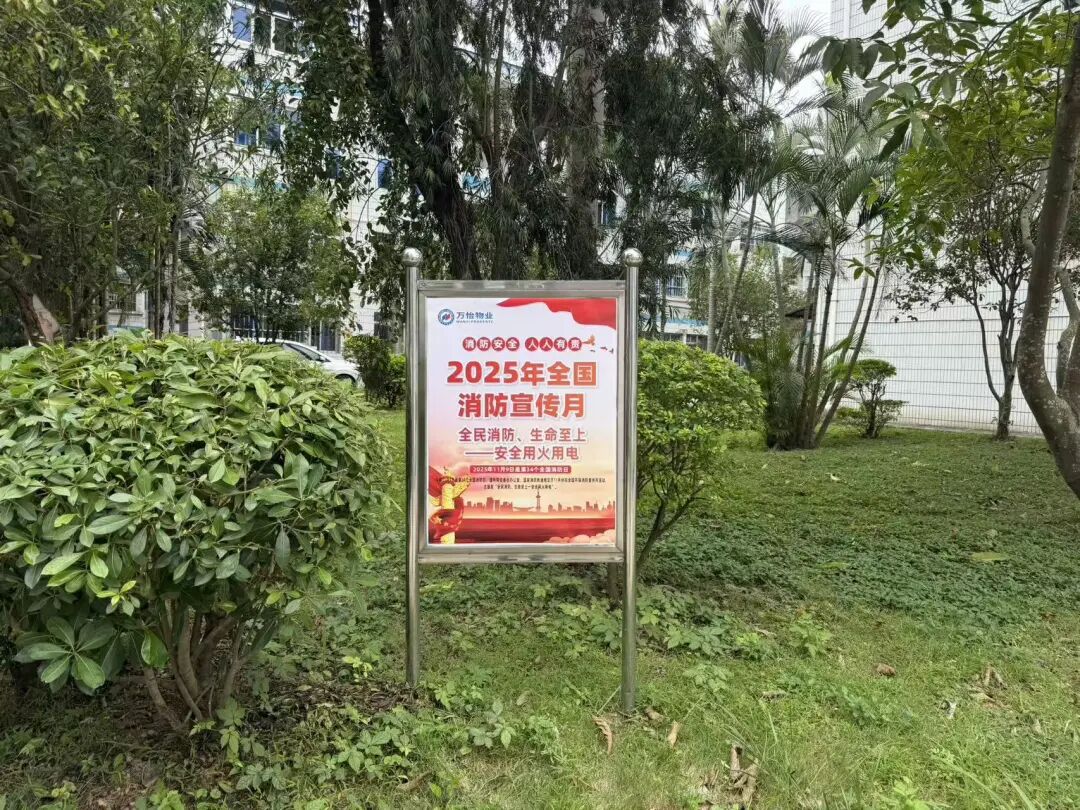 万怡物业
消防安全 人人有责
2025年全国
消防宣传月
全民消防、生命至上
——安全用火用电
2025年11月9日是第34个全国消防日